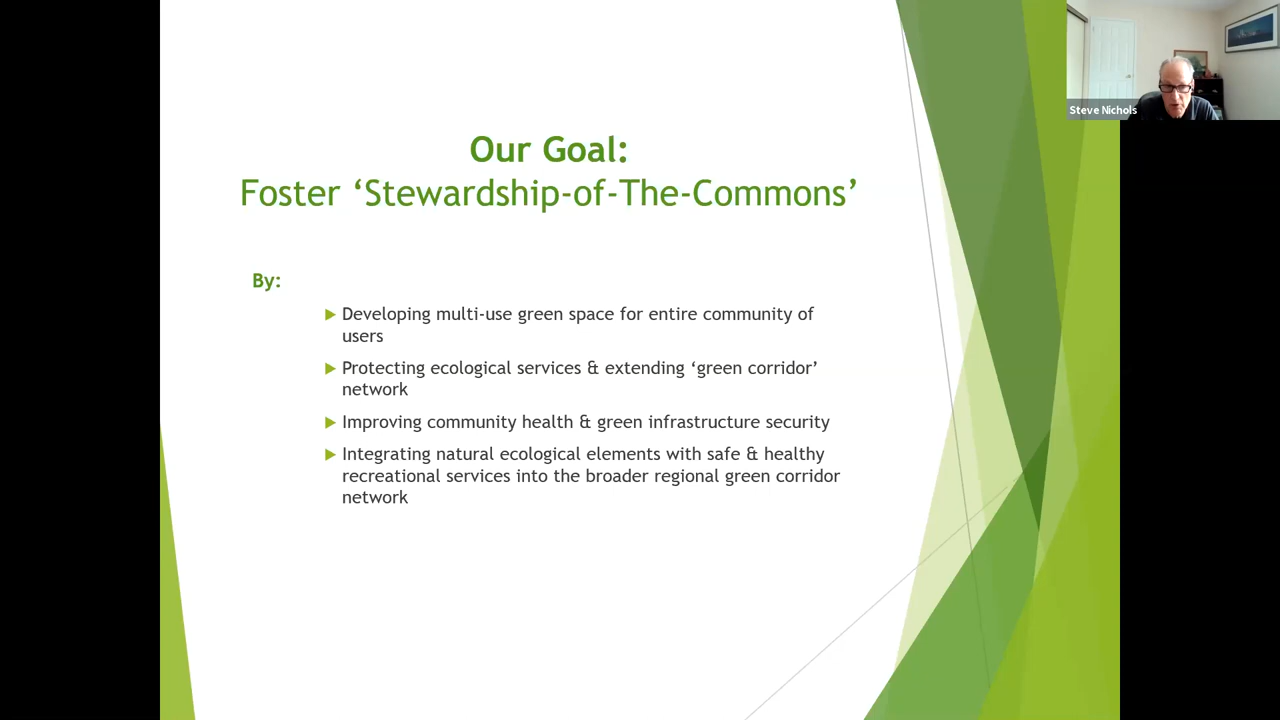 Our Goal:
Foster ‘Stewardship-of-The-Commons’
By:
Developing multi-use green space for entire community of
users
Protecting ecological services & extending ‘green corridor’
network
Improving community health & green infrastructure security
Integrating natural ecological elements with safe & healthy
recreational services into the broader regional green corridor
network
Steve Nichols